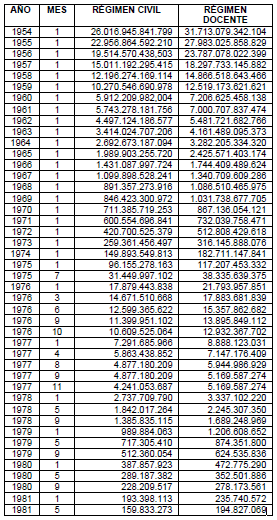 AÑO MES RÉGIMEN CIVIL RÉGIMEN DOCENTE
1954 1 26.016.945.841.799 31.713.079.342.104
1955 1 22.956.864.592.210 27.983.025.858.829
1956 1 19.514.570.438.503 23.787.078.022.399
1957 1 15.011.292.295.415 18.297.733.145.882
1958 1 12.196.274.169.114 14.866.518.643.466
1959 1 10.270.546.690.978 12.519.173.621.621
1960 1 5.912.209.982.004 7.206.625.458.138
1961 1 5.743.278.181.756 7.000.707.837.474
1962 1 4.497.124.186.577 5.481.721.682.766
1963 1 3.414.024.707.206 4.161.489.095.373
1964 1 2.692.673.187.094 3.282.205.334.320
1965 1 1.989.903.255.720 2.425.571.403.174
1966 1 1.431.087.997.724 1.744.409.489.624
1967 1 1.099.898.528.241 1.340.709.609.286
1968 1 891.357.273.916 1.086.510.465.975
1969 1 846.423.300.972 1.031.738.677.705
1970 1 711.385.719.253 867.136.054.121
1971 1 600.554.696.841 732.039.758.471
1972 1 420.700.525.379 512.808.429.618
1973 1 259.361.456.497 316.145.888.076
1974 1 149.893.549.813 182.711.147.841
1975 1 96.155.278.163 117.207.453.332
1975 7 31.449.997.102 38.335.639.375
1976 1 17.879.443.838 21.793.957.851
1976 3 14.671.510.668 17.883.681.839
1976 6 12.599.365.622 15.357.862.682
1976 9 11.399.951.102 13.895.849.112
1976 10 10.609.525.064 12.932.367.702
1977 1 7.291.685.966 8.888.123.031
1977 4 5.863.438.852 7.147.176.409
1977 8 4.877.180.209 5.944.986.929
1977 9 4.877.180.209 5.169.587.274
1977 11 4.241.053.687 5.169.587.274
1978 1 2.737.709.790 3.337.102.220
1978 5 1.842.017.264 2.245.307.350
1978 9 1.385.835.115 1.689.248.969
1979 1 989.884.063 1.206.608.652
1979 5 717.305.410 874.351.800
1979 9 512.360.054 624.535.836
1980 1 387.857.923 472.775.290
1980 5 289.187.382 352.501.886
1980 9 228.209.517 278.173.561
1981 1 193.398.113 235.740.572
1981 5 159.833.273 194.827.069